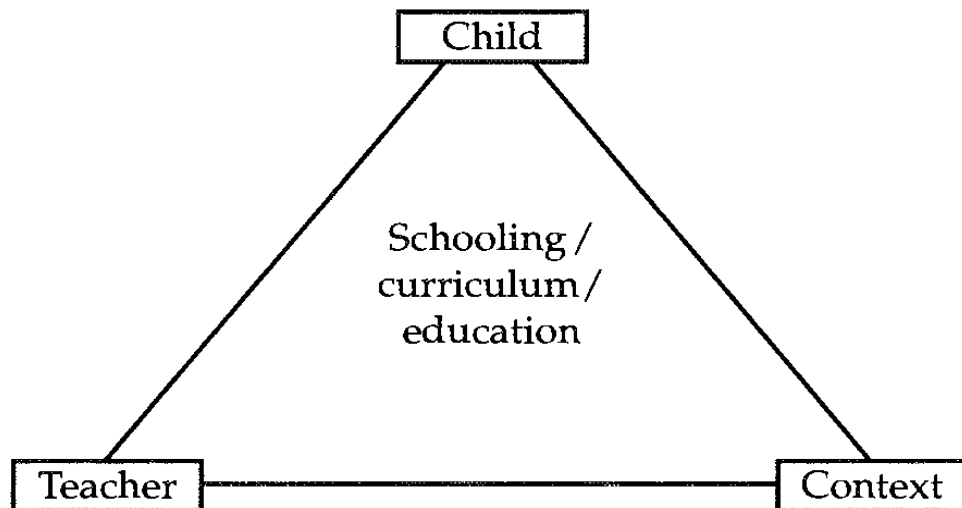 Child
Schooling /
curriculum /
education
Teacher
Context